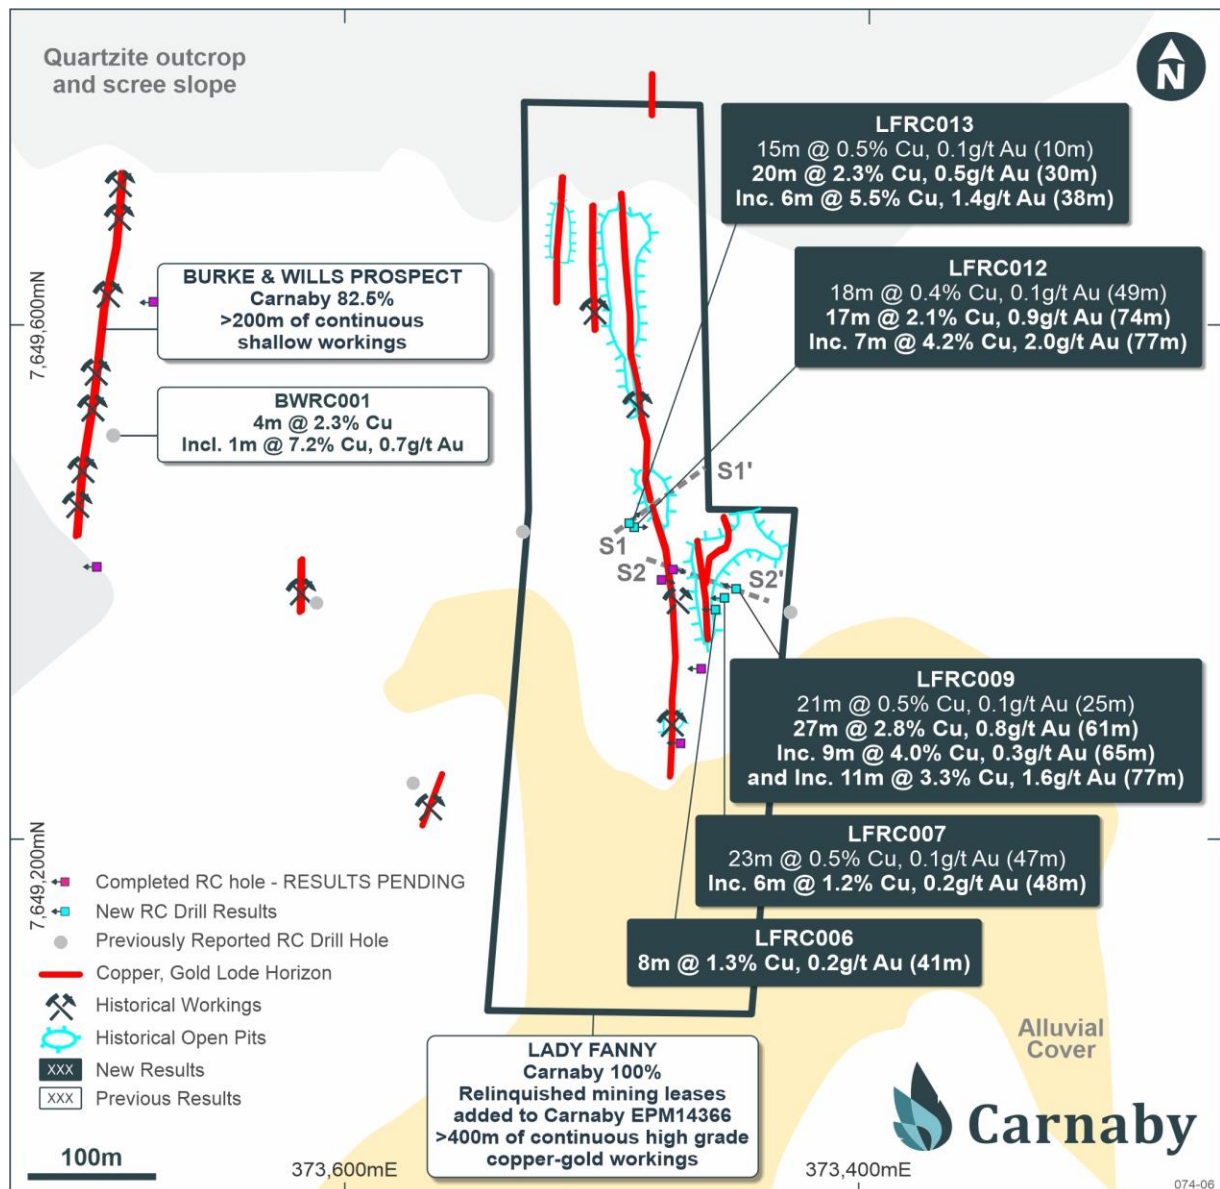 Quartzite outcrop
and scree slope
N
LFRC013
15m @ 0.5% Cu, 0.1g/t Au (10m)
20m @ 2.3% Cu, 0.5g/t Au (30m)
Inc. 6m @ 5.5% Cu, 1.4g/t Au (38m)
LFRC012
18m @ 0.4% Cu, 0.1g/t Au (49m)
17m @ 2.1% Cu, 0.9g/t Au (74m)
Inc. 7m @ 4.2% Cu, 2.0g/t Au (77m)
BURKE & WILLS PROSPECT
Carnaby 82.5%
>200m of continuous
shallow workings
7,649,600mN
BWRC001
4m @ 2.3% Cu
Incl. 1m @ 7.2% Cu, 0.7g/t Au
S1'
S1
S2
S2'
LFRC009
21m @ 0.5% Cu, 0.1g/t Au (25m)
27m @ 2.8% Cu, 0.8g/t Au (61m)
Inc. 9m @ 4.0% Cu, 0.3g/t Au (65m)
and Inc. 11m @ 3.3% Cu, 1.6g/t Au (77m)
LFRC007
23m @ 0.5% Cu, 0.1g/t Au (47m)
Inc. 6m @ 1.2% Cu, 0.2g/t Au (48m)
LFRC006
8m @ 1.3% Cu, 0.2g/t Au (41m)
7,649,200mN
Completed RC hole - RESULTS PENDING
New RC Drill Results
Previously Reported RC Drill Hole
Copper, Gold Lode Horizon
Historical Workings
Historical Open Pits
XXX New Results
XXX Previous Results
LADY FANNY
Carnaby 100%
Relinquished mining leases
added to Carnaby EPM14366
>400m of continuous high grade
copper-gold workings
Alluvial
Cover
Carnaby
100m
373,600mE
373,400mE
074-06